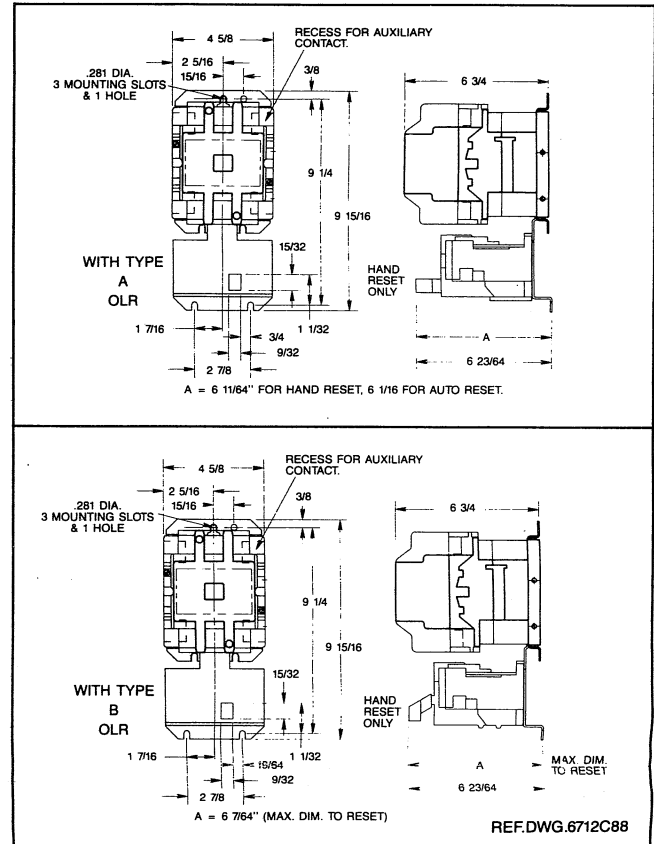 4 5/8
RECESS FOR AUXILIARY
CONTACT.
2 5/16
.281 DIA.
3 MOUNTING SLOTS
& 1 HOLE
15/16
3/8
6 3/4
9 1/4
9 15/16
15/32
WITH TYPE
A
OLR
HAND
RESET
ONLY
1 7/16
1 1/32
3/4
A
9/32
6 23/64
2 7/8
A = 6 11/64" FOR HAND RESET, 6 1/16 FOR AUTO RESET.
4 5/8
RECESS FOR AUXILIARY
CONTACT.
2 5/16
.281 DIA.
3 MOUNTING SLOTS
& 1 HOLE
15/16
3/8
6 3/4
9 1/4
9 15/16
15/32
WITH TYPE
B
OLR
HAND
RESET
ONLY
1 7/16
1 1/32
9/32
A
MAX. DIM.
TO RESET
2 7/8
6 23/64
A = 6 7/64" (MAX. DIM. TO RESET)
REF.DWG.6712C88